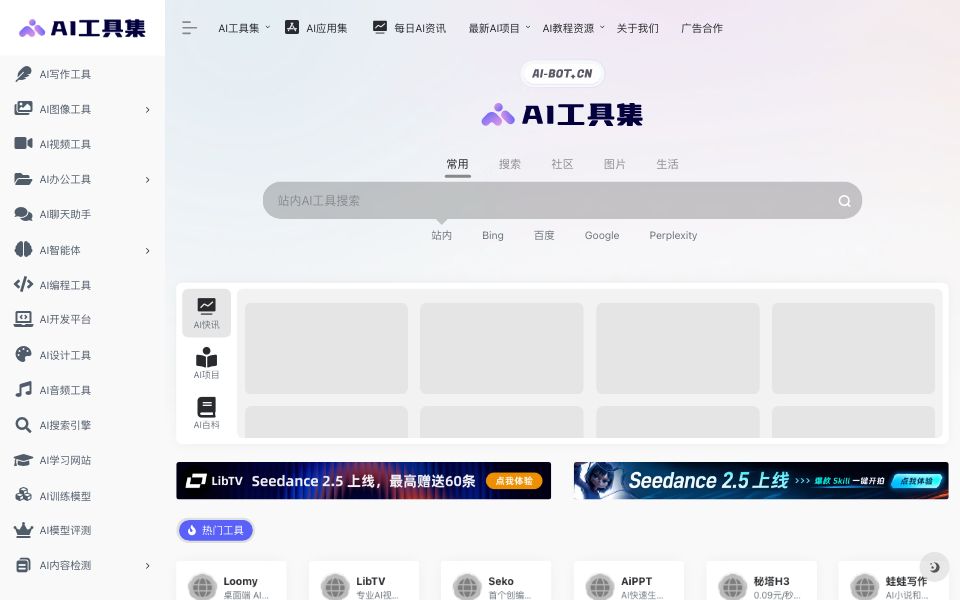 AI工具集
AI写作工具
AI图像工具
AI视频工具
AI办公工具
AI聊天助手
AI智能体
AI编程工具
AI开发平台
AI设计工具
AI音频工具
AI搜索引擎
AI学习网站
AI训练模型
AI模型评测
AI内容检测
AI工具集 AI应用集 每日AI资讯 最新AI项目 AI教程资源 关于我们 广告合作
AI-BOT.CN
AI工具集
常用 搜索 社区 图片 生活
站内AI工具搜索
站内 Bing 百度 Google Perplexity
AI快讯
AI项目
AI百科
LibTV Seedance 2.5 上线，最高赠送60条 点我体验
Seedance 2.5 上线 >>> 爆款 Skill 一键开拍 点我体验
热门工具
Loomy
桌面端 AI...
LibTV
专业AI视...
Seko
首个创编...
AiPPT
AI快速生...
秘塔H3
0.09元/秒...
蛙蛙写作
AI小说和...